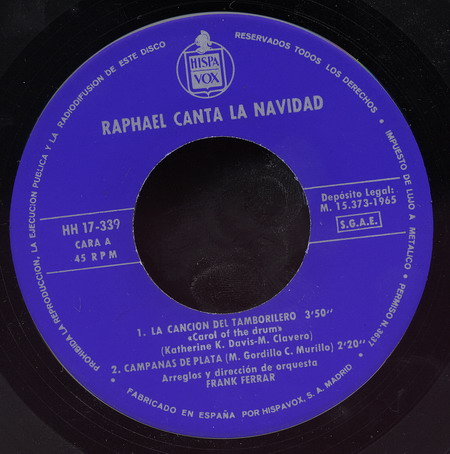 PROHIBIDA LA REPRODUCCION, LA EJECUCION PUBLICA Y LA RADIODIFUSION DE ESTE DISCO
RESERVADOS TODOS LOS DERECHOS • IMPUESTO DE LUJO A METALICO • PERMISO N. 3637
HISPA
VOX
RAPHAEL CANTA LA NAVIDAD
HH 17-339
CARA A
45 RPM
Depósito Legal:
M. 15.373-1965
S.G.A.E.
1. LA CANCION DEL TAMBORILERO 3'50''
«Carol of the drum»
(Katherine K. Davis-M. Clavero)
2. CAMPANAS DE PLATA (M. Gordillo C. Murillo) 2'20''
Arreglos y dirección de orquesta
FRANK FERRAR
FABRICADO EN ESPAÑA POR HISPAVOX, S. A. MADRID